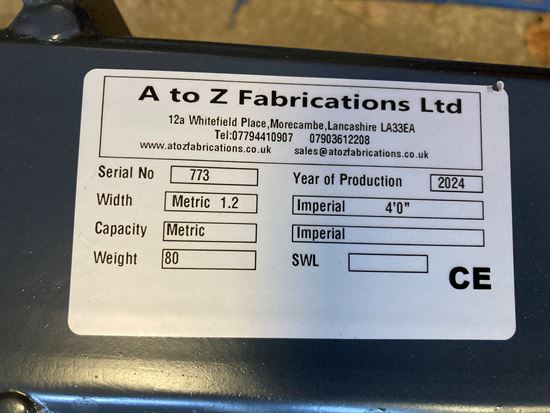 A to Z Fabrications Ltd
12a Whitefield Place,Morecambe,Lancashire LA33EA
Tel:07794410907 07903612208
www.atozfabrications.co.uk sales@atozfabrications.co.uk
Serial No 773 Year of Production 2024
Width Metric 1.2 Imperial 4'0"
Capacity Metric Imperial
Weight 80 SWL
CE